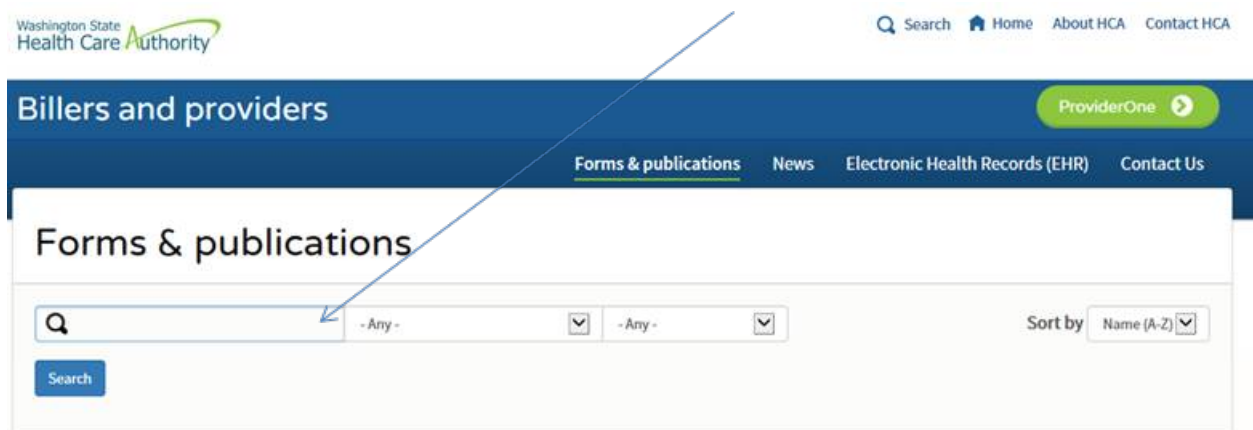 Washington State
Health Care Authority
Search Home About HCA Contact HCA
Billers and providers
ProviderOne
Forms & publications News Electronic Health Records (EHR) Contact Us
Forms & publications
- Any - - Any - Sort by Name (A-Z)
Search